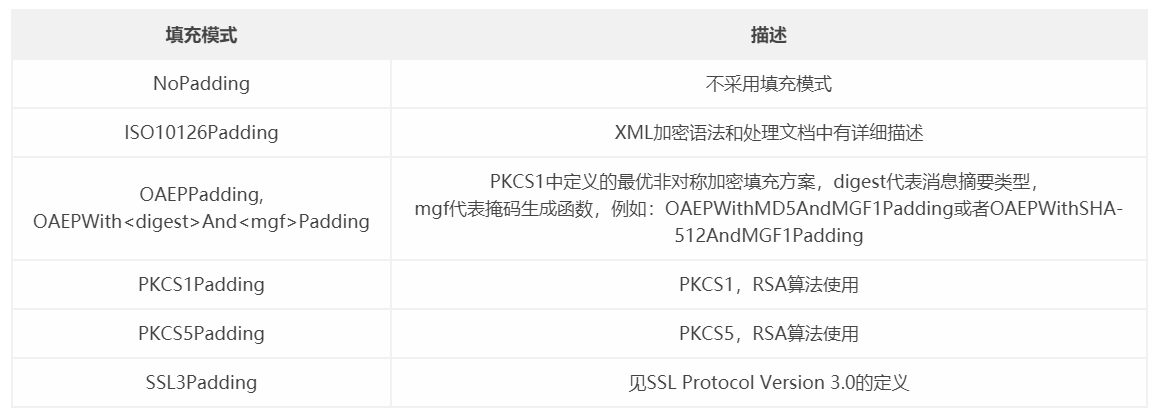 填充模式 描述
NoPadding 不采用填充模式
ISO10126Padding XML加密语法和处理文档中有详细描述
OAEPPadding,
OAEPWith<digest>And<mgf>Padding
PKCS1中定义的最优非对称加密填充方案，digest代表消息摘要类型，
mgf代表掩码生成函数，例如：OAEPWithMD5AndMGF1Padding或者OAEPWithSHA-
512AndMGF1Padding
PKCS1Padding PKCS1，RSA算法使用
PKCS5Padding PKCS5，RSA算法使用
SSL3Padding 见SSL Protocol Version 3.0的定义